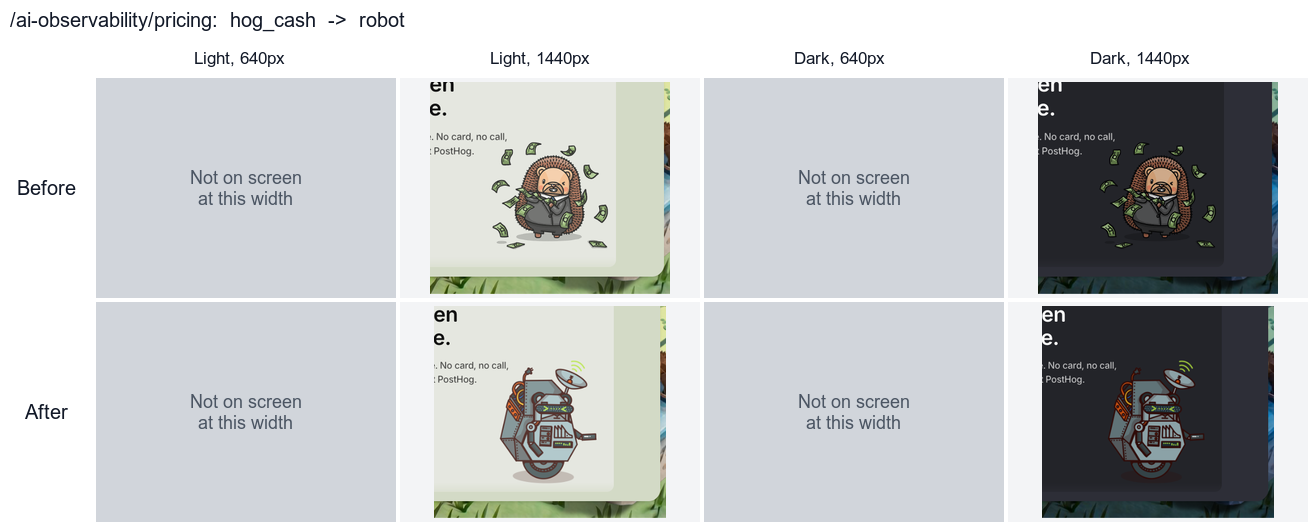 /ai-observability/pricing: hog_cash -> robot
Light, 640px
Light, 1440px
Dark, 640px
Dark, 1440px
Before
Not on screen
at this width
en
e.
. No card, no call,
t PostHog.
Not on screen
at this width
en
e.
. No card, no call,
PostHog.
After
Not on screen
at this width
en
e.
. No card, no call,
t PostHog.
Not on screen
at this width
en
e.
. No card, no call,
PostHog.